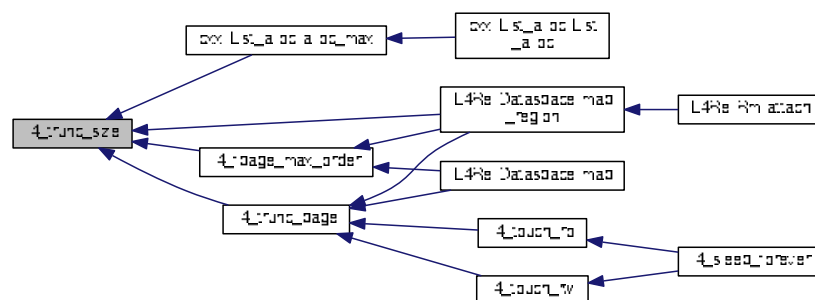 cxx::List_alloc::alloc_max
cxx::List_alloc::List
_alloc
l4_trunc_size
L4Re::Dataspace::map
_region
L4Re::Rm::attach
l4_fpage_max_order
L4Re::Dataspace::map
l4_trunc_page
l4_touch_ro
l4_sleep_forever
l4_touch_rw